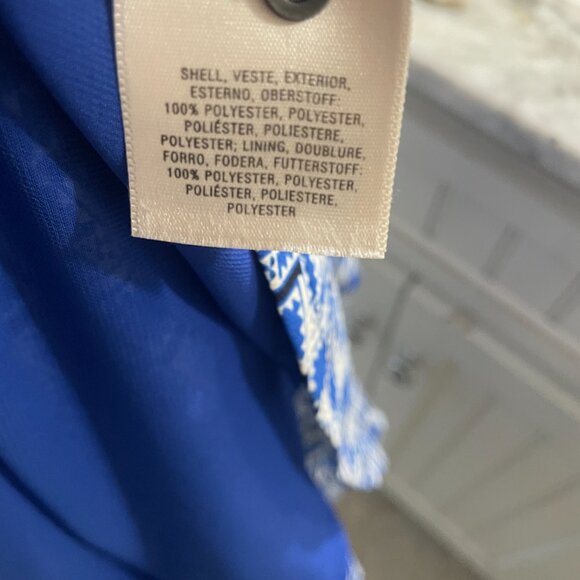 SHELL, VESTE, EXTERIOR,
ESTERNO, OBERSTOFF:
100% POLYESTER, POLYESTER,
POLIÉSTER, POLIESTERE,
POLYESTER; LINING, DOUBLURE,
FORRO, FODERA, FUTTERSTOFF:
100% POLYESTER, POLYESTER,
POLIÉSTER, POLIESTERE,
POLYESTER